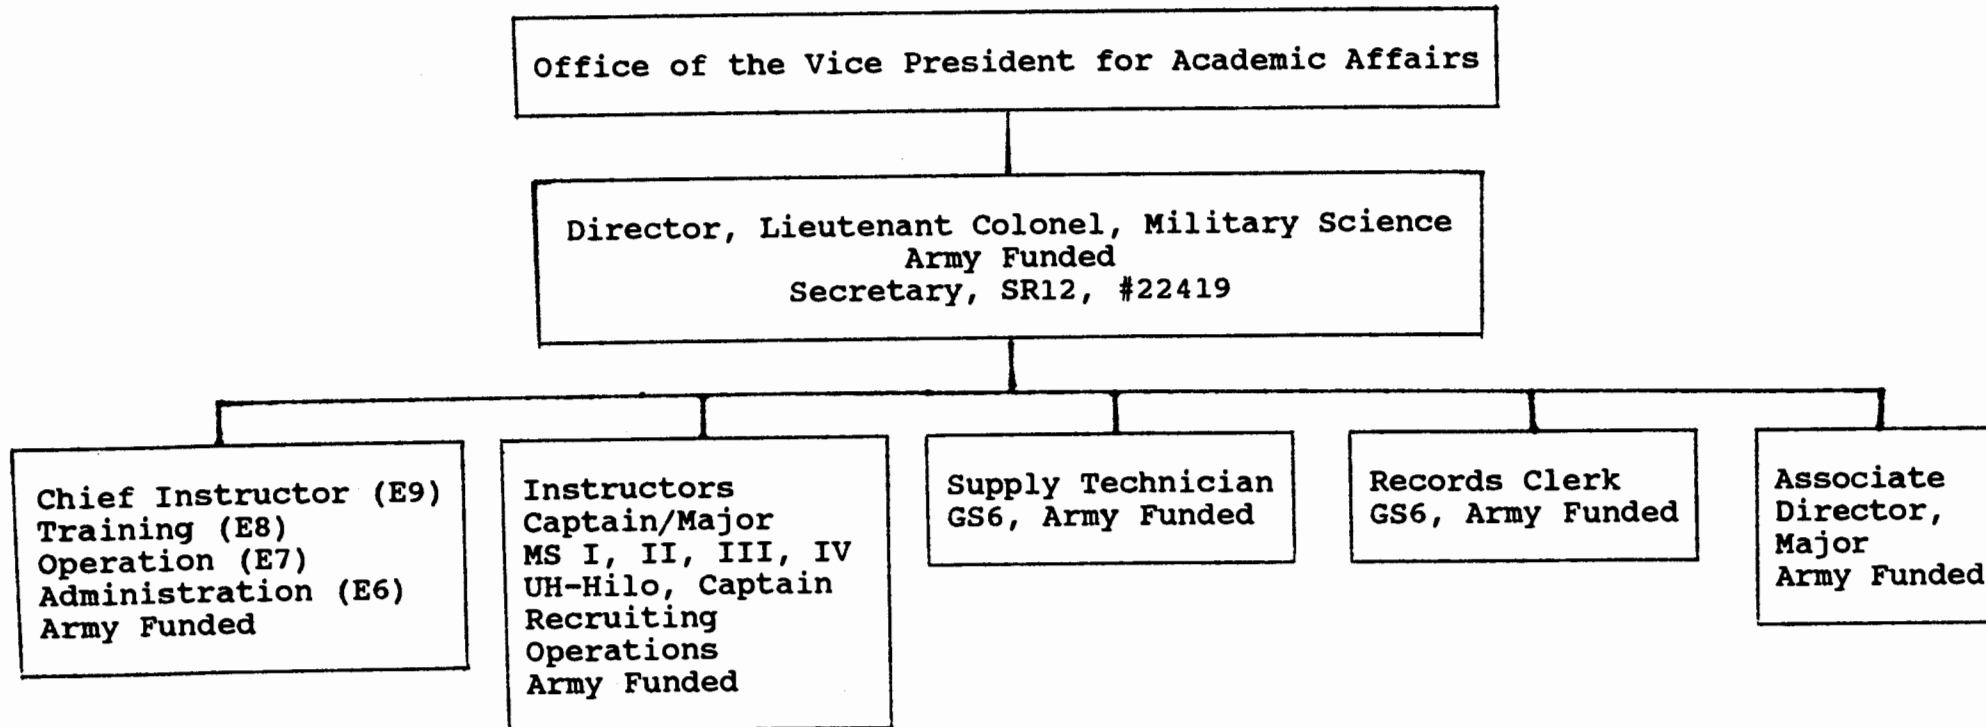 Office of the Vice President for Academic Affairs
Director, Lieutenant Colonel, Military Science
Army Funded
Secretary, SR12, #22419
Chief Instructor (E9)
Training (E8)
Operation (E7)
Administration (E6)
Army Funded
Instructors
Captain/Major
MS I, II, III, IV
UH-Hilo, Captain
Recruiting
Operations
Army Funded
Supply Technician
GS6, Army Funded
Records Clerk
GS6, Army Funded
Associate
Director,
Major
Army Funded